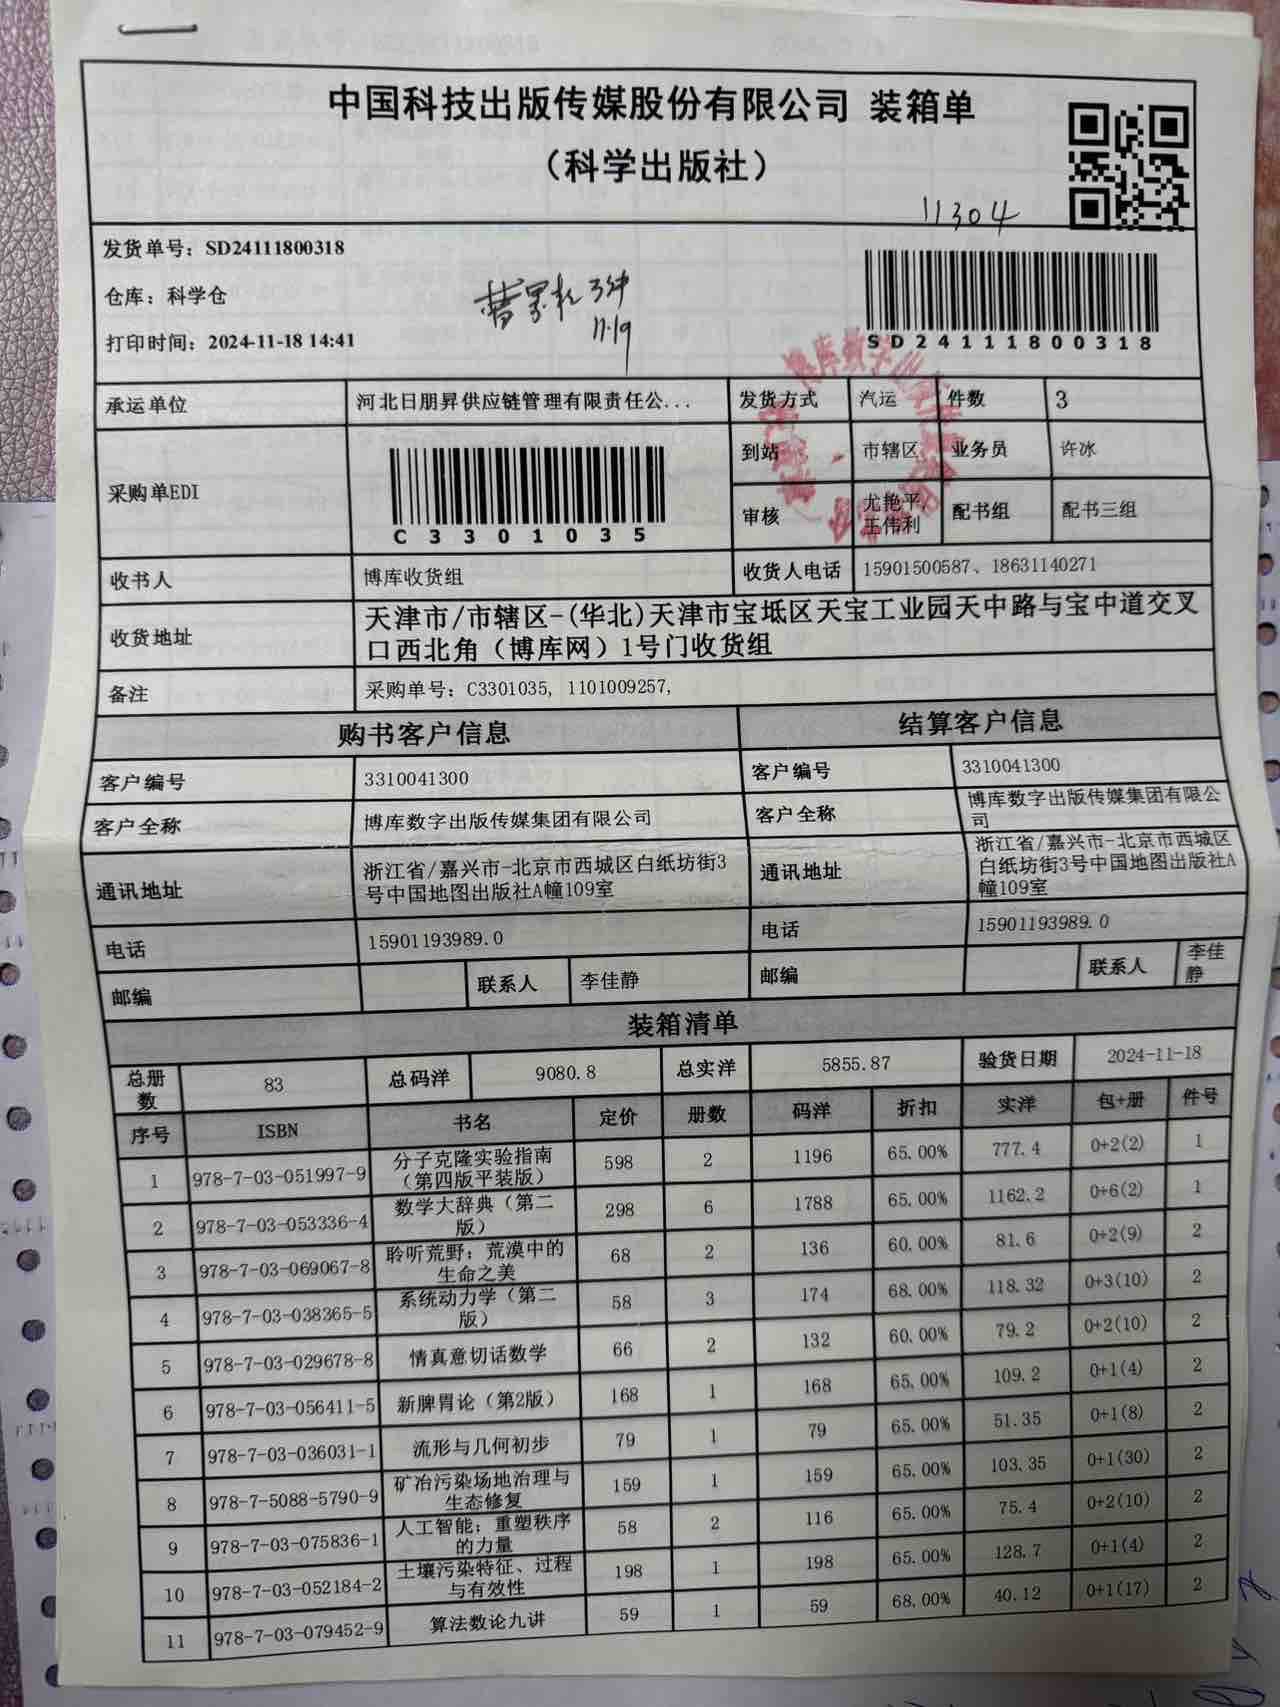 中国科技出版传媒股份有限公司 装箱单
（科学出版社）
11304
发货单号：SD24111800318
仓库：科学仓
打印时间：2024-11-18 14:41
11.19
SD24111800318
承运单位 河北日朋昇供应链管理有限责任公... 发货方式 汽运 件数 3
采购单EDI C3301035 到站 市辖区 业务员 许冰
审核 尤艳平, 王伟利 配书组 配书三组
收书人 博库收货组 收货人电话 15901500587、18631140271
收货地址 天津市/市辖区-(华北)天津市宝坻区天宝工业园天中路与宝中道交叉
口西北角（博库网）1号门收货组
备注 采购单号：C3301035, 1101009257,
购书客户信息 结算客户信息
客户编号 3310041300 客户编号 3310041300
客户全称 博库数字出版传媒集团有限公司 客户全称 博库数字出版传媒集团有限公司
通讯地址 浙江省/嘉兴市-北京市西城区白纸坊街3号中国地图出版社A幢109室 通讯地址 浙江省/嘉兴市-北京市西城区白纸坊街3号中国地图出版社A幢109室
电话 15901193989.0 电话 15901193989.0
邮编 联系人 李佳静 邮编 联系人 李佳静
装箱清单
总册数 83 总码洋 9080.8 总实洋 5855.87 验货日期 2024-11-18
序号 ISBN 书名 定价 册数 码洋 折扣 实洋 包+册 件号
1 978-7-03-051997-9 分子克隆实验指南（第四版平装版） 598 2 1196 65.00% 777.4 0+2(2) 1
2 978-7-03-053336-4 数学大辞典（第二版） 298 6 1788 65.00% 1162.2 0+6(2) 1
3 978-7-03-069067-8 聆听荒野：荒漠中的生命之美 68 2 136 60.00% 81.6 0+2(9) 2
4 978-7-03-038365-5 系统动力学（第二版） 58 3 174 68.00% 118.32 0+3(10) 2
5 978-7-03-029678-8 情真意切话数学 66 2 132 60.00% 79.2 0+2(10) 2
6 978-7-03-056411-5 新脾胃论（第2版） 168 1 168 65.00% 109.2 0+1(4) 2
7 978-7-03-036031-1 流形与几何初步 79 1 79 65.00% 51.35 0+1(8) 2
8 978-7-5088-5790-9 矿冶污染场地治理与生态修复 159 1 159 65.00% 103.35 0+1(30) 2
9 978-7-03-075836-1 人工智能：重塑秩序的力量 58 2 116 65.00% 75.4 0+2(10) 2
10 978-7-03-052184-2 土壤污染特征、过程与有效性 198 1 198 65.00% 128.7 0+1(4) 2
11 978-7-03-079452-9 算法数论九讲 59 1 59 68.00% 40.12 0+1(17) 2